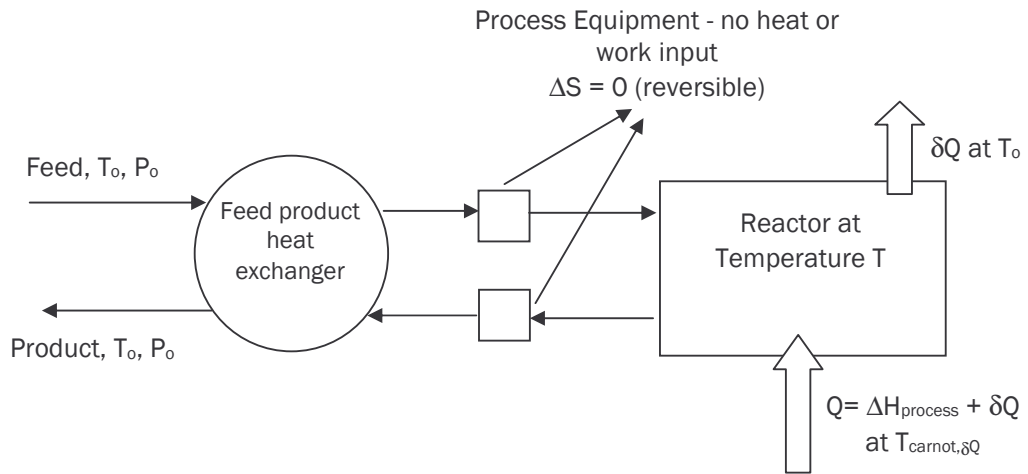 Process Equipment - no heat or
work input
ΔS = 0 (reversible)
δQ at Tₒ
Feed, Tₒ, Pₒ
Feed product
heat
exchanger
Reactor at
Temperature T
Product, Tₒ, Pₒ
Q= ΔHprocess + δQ
at Tcarnot,δQ